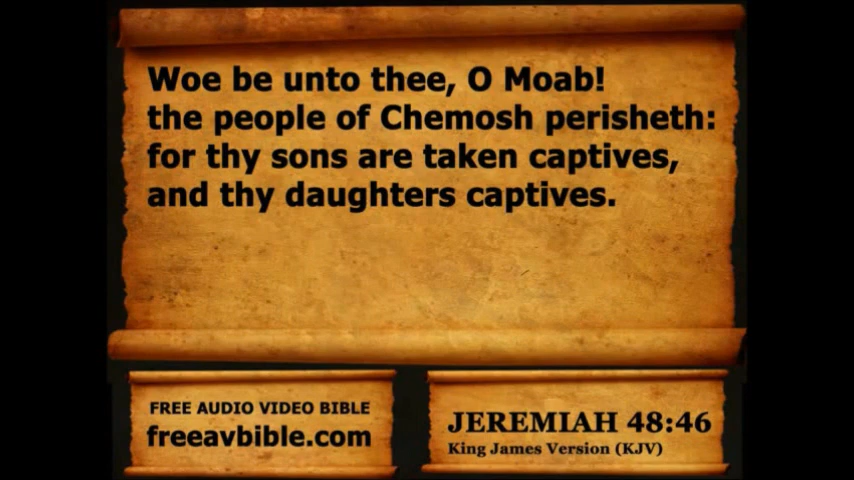 Woe be unto thee, O Moab!
the people of Chemosh perisheth:
for thy sons are taken captives,
and thy daughters captives.
FREE AUDIO VIDEO BIBLE
freeavbible.com
JEREMIAH 48:46
King James Version (KJV)